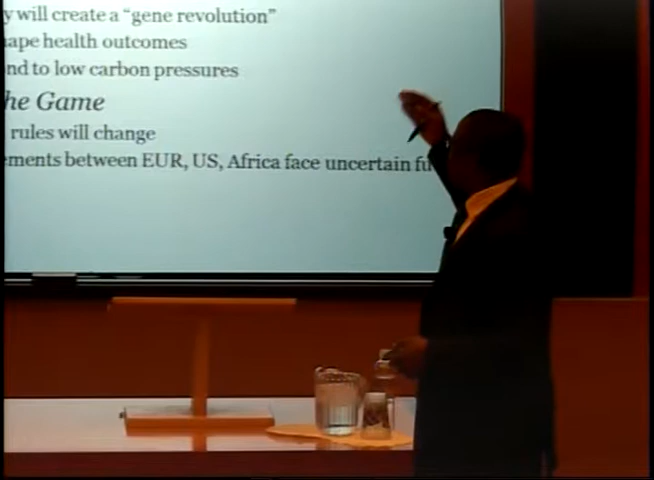 y will create a “gene revolution”
ape health outcomes
nd to low carbon pressures
he Game
rules will change
ments between EUR, US, Africa face uncertain fu